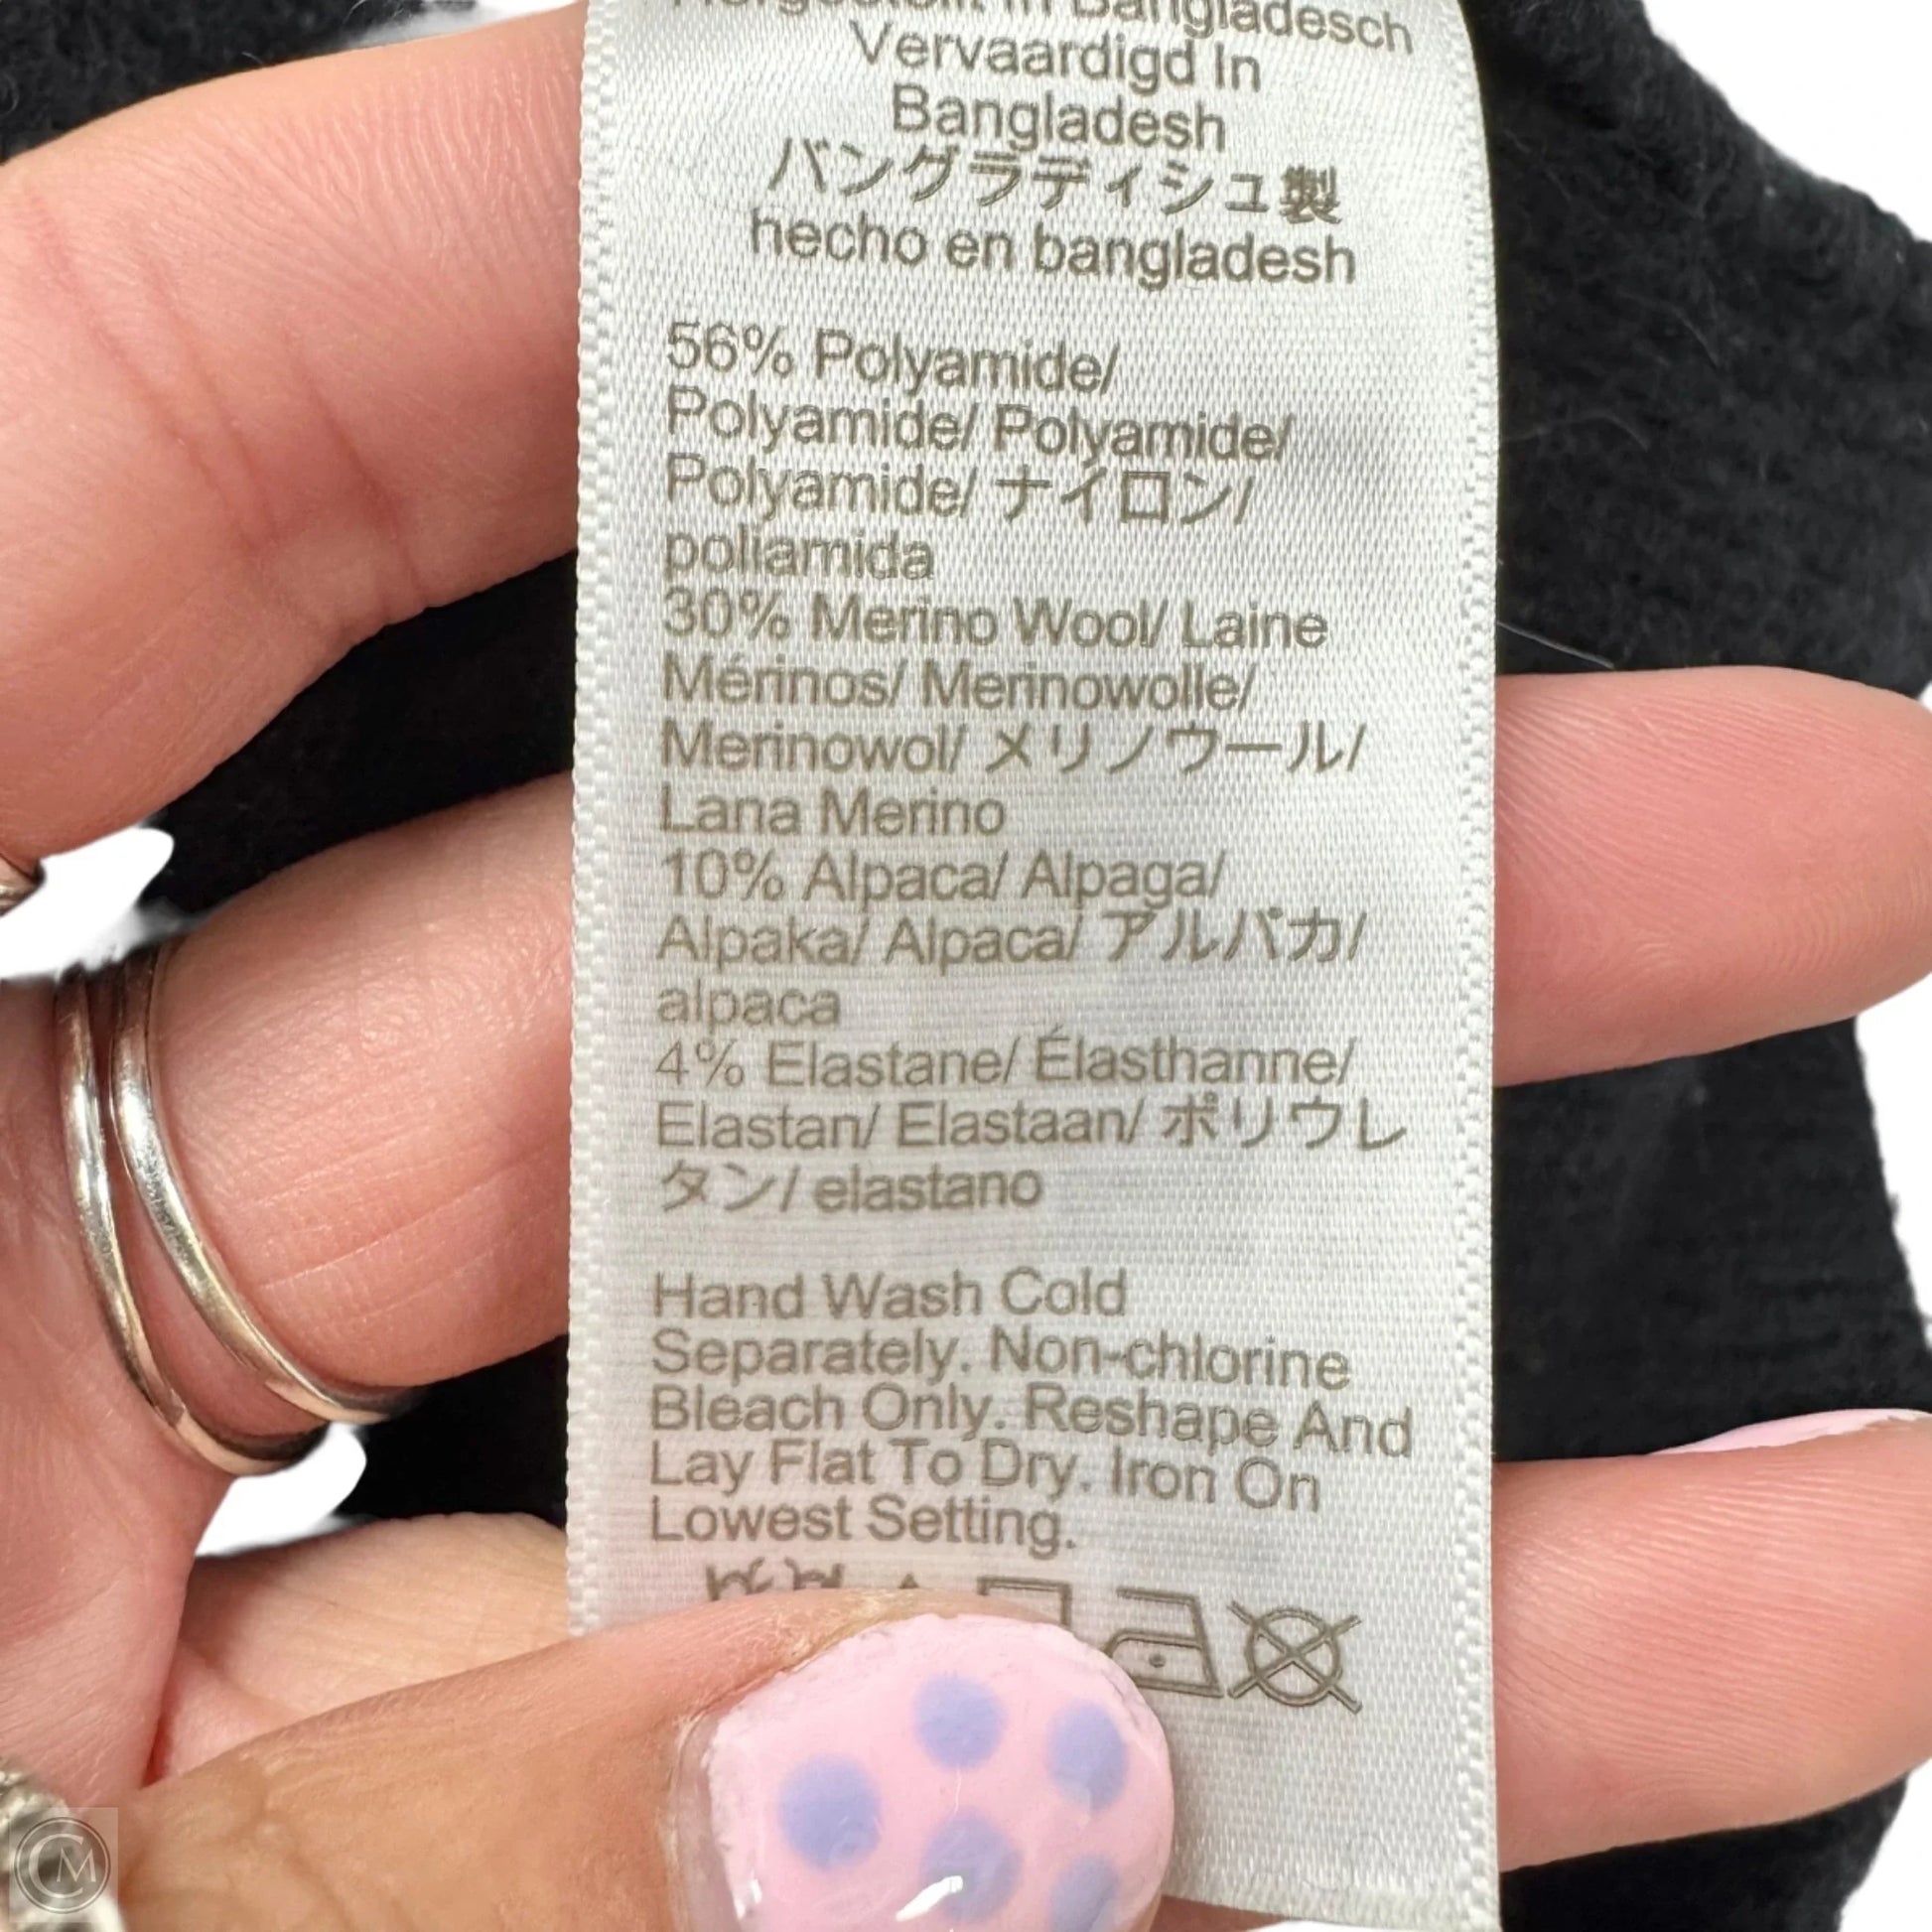 Hergestellt in Bangladesch
Vervaardigd In
Bangladesh
バングラディシュ製
hecho en bangladesh
56% Polyamide/
Polyamide/ Polyamide/
Polyamide/ ナイロン/
poliamida
30% Merino Wool/ Laine
Mérinos/ Merinowolle/
Merinowol/ メリノウール/
Lana Merino
10% Alpaca/ Alpaga/
Alpaka/ Alpaca/ アルパカ/
alpaca
4% Elastane/ Élasthanne/
Elastan/ Elastaan/ ポリウレ
タン/ elastano
Hand Wash Cold
Separately. Non-chlorine
Bleach Only. Reshape And
Lay Flat To Dry. Iron On
Lowest Setting.
CM